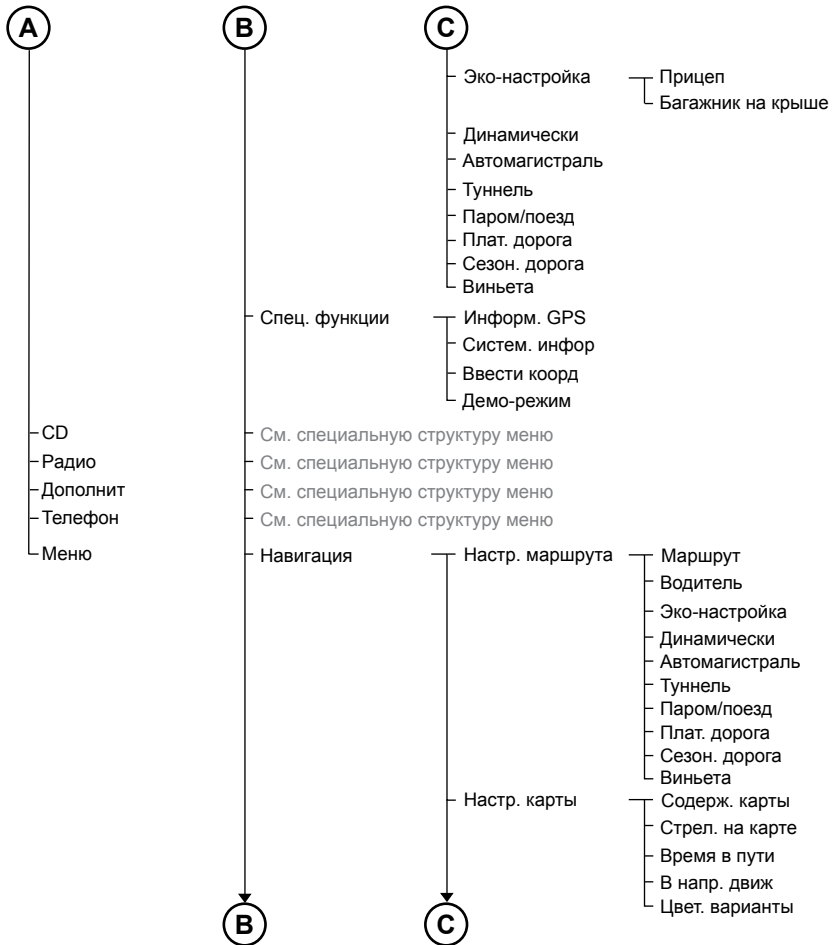 A B C
Эко-настройка Прицеп
Багажник на крыше
Динамически
Автомагистраль
Туннель
Паром/поезд
Плат. дорога
Сезон. дорога
Виньета
Спец. функции Информ. GPS
Систем. инфор
Ввести коорд
Демо-режим
CD См. специальную структуру меню
Радио См. специальную структуру меню
Дополнит См. специальную структуру меню
Телефон См. специальную структуру меню
Меню Навигация Настр. маршрута Маршрут
Водитель
Эко-настройка
Динамически
Автомагистраль
Туннель
Паром/поезд
Плат. дорога
Сезон. дорога
Виньета
Настр. карты Содерж. карты
Стрел. на карте
Время в пути
В напр. движ
Цвет. варианты
B C